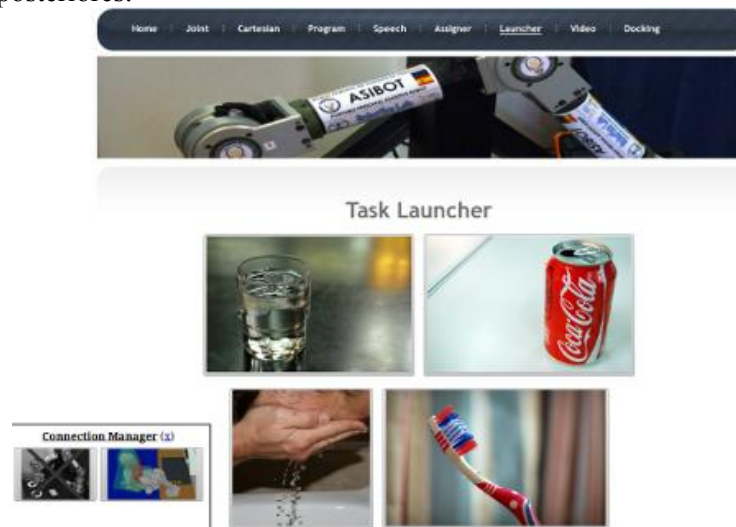 posteriores.
Home Joint Cartesian Program Speech Assigner Launcher Video Docking
ASIBOT
Task Launcher
Coca-Cola
Connection Manager (x)